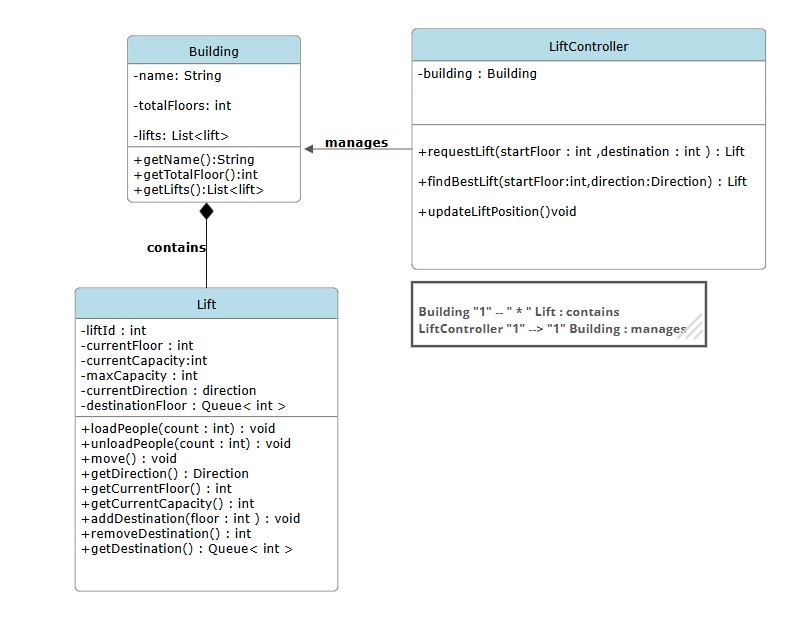 Building
-name: String
-totalFloors: int
-lifts: List<lift>
+getName():String
+getTotalFloor():int
+getLifts():List<lift>
manages
LiftController
-building : Building
+requestLift(startFloor : int ,destination : int ) : Lift
+findBestLift(startFloor:int,direction:Direction) : Lift
+updateLiftPosition()void
contains
Building "1" -- " * " Lift : contains
LiftController "1" --> "1" Building : manages
Lift
-liftId : int
-currentFloor : int
-currentCapacity:int
-maxCapacity : int
-currentDirection : direction
-destinationFloor : Queue< int >
+loadPeople(count : int) : void
+unloadPeople(count : int) : void
+move() : void
+getDirection() : Direction
+getCurrentFloor() : int
+getCurrentCapacity() : int
+addDestination(floor : int ) : void
+removeDestination() : int
+getDestination() : Queue< int >